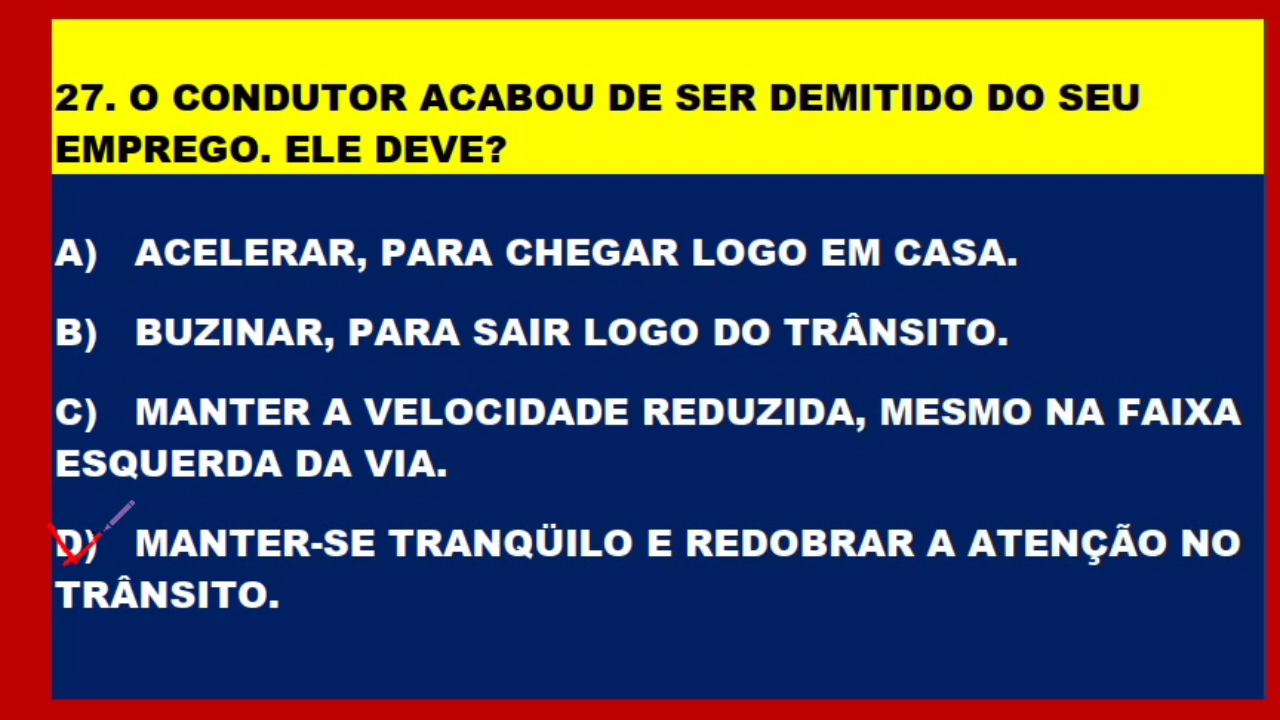 27. O CONDUTOR ACABOU DE SER DEMITIDO DO SEU
EMPREGO. ELE DEVE?
A) ACELERAR, PARA CHEGAR LOGO EM CASA.
B) BUZINAR, PARA SAIR LOGO DO TRÂNSITO.
C) MANTER A VELOCIDADE REDUZIDA, MESMO NA FAIXA
ESQUERDA DA VIA.
D) MANTER-SE TRANQÜILO E REDOBRAR A ATENÇÃO NO
TRÂNSITO.